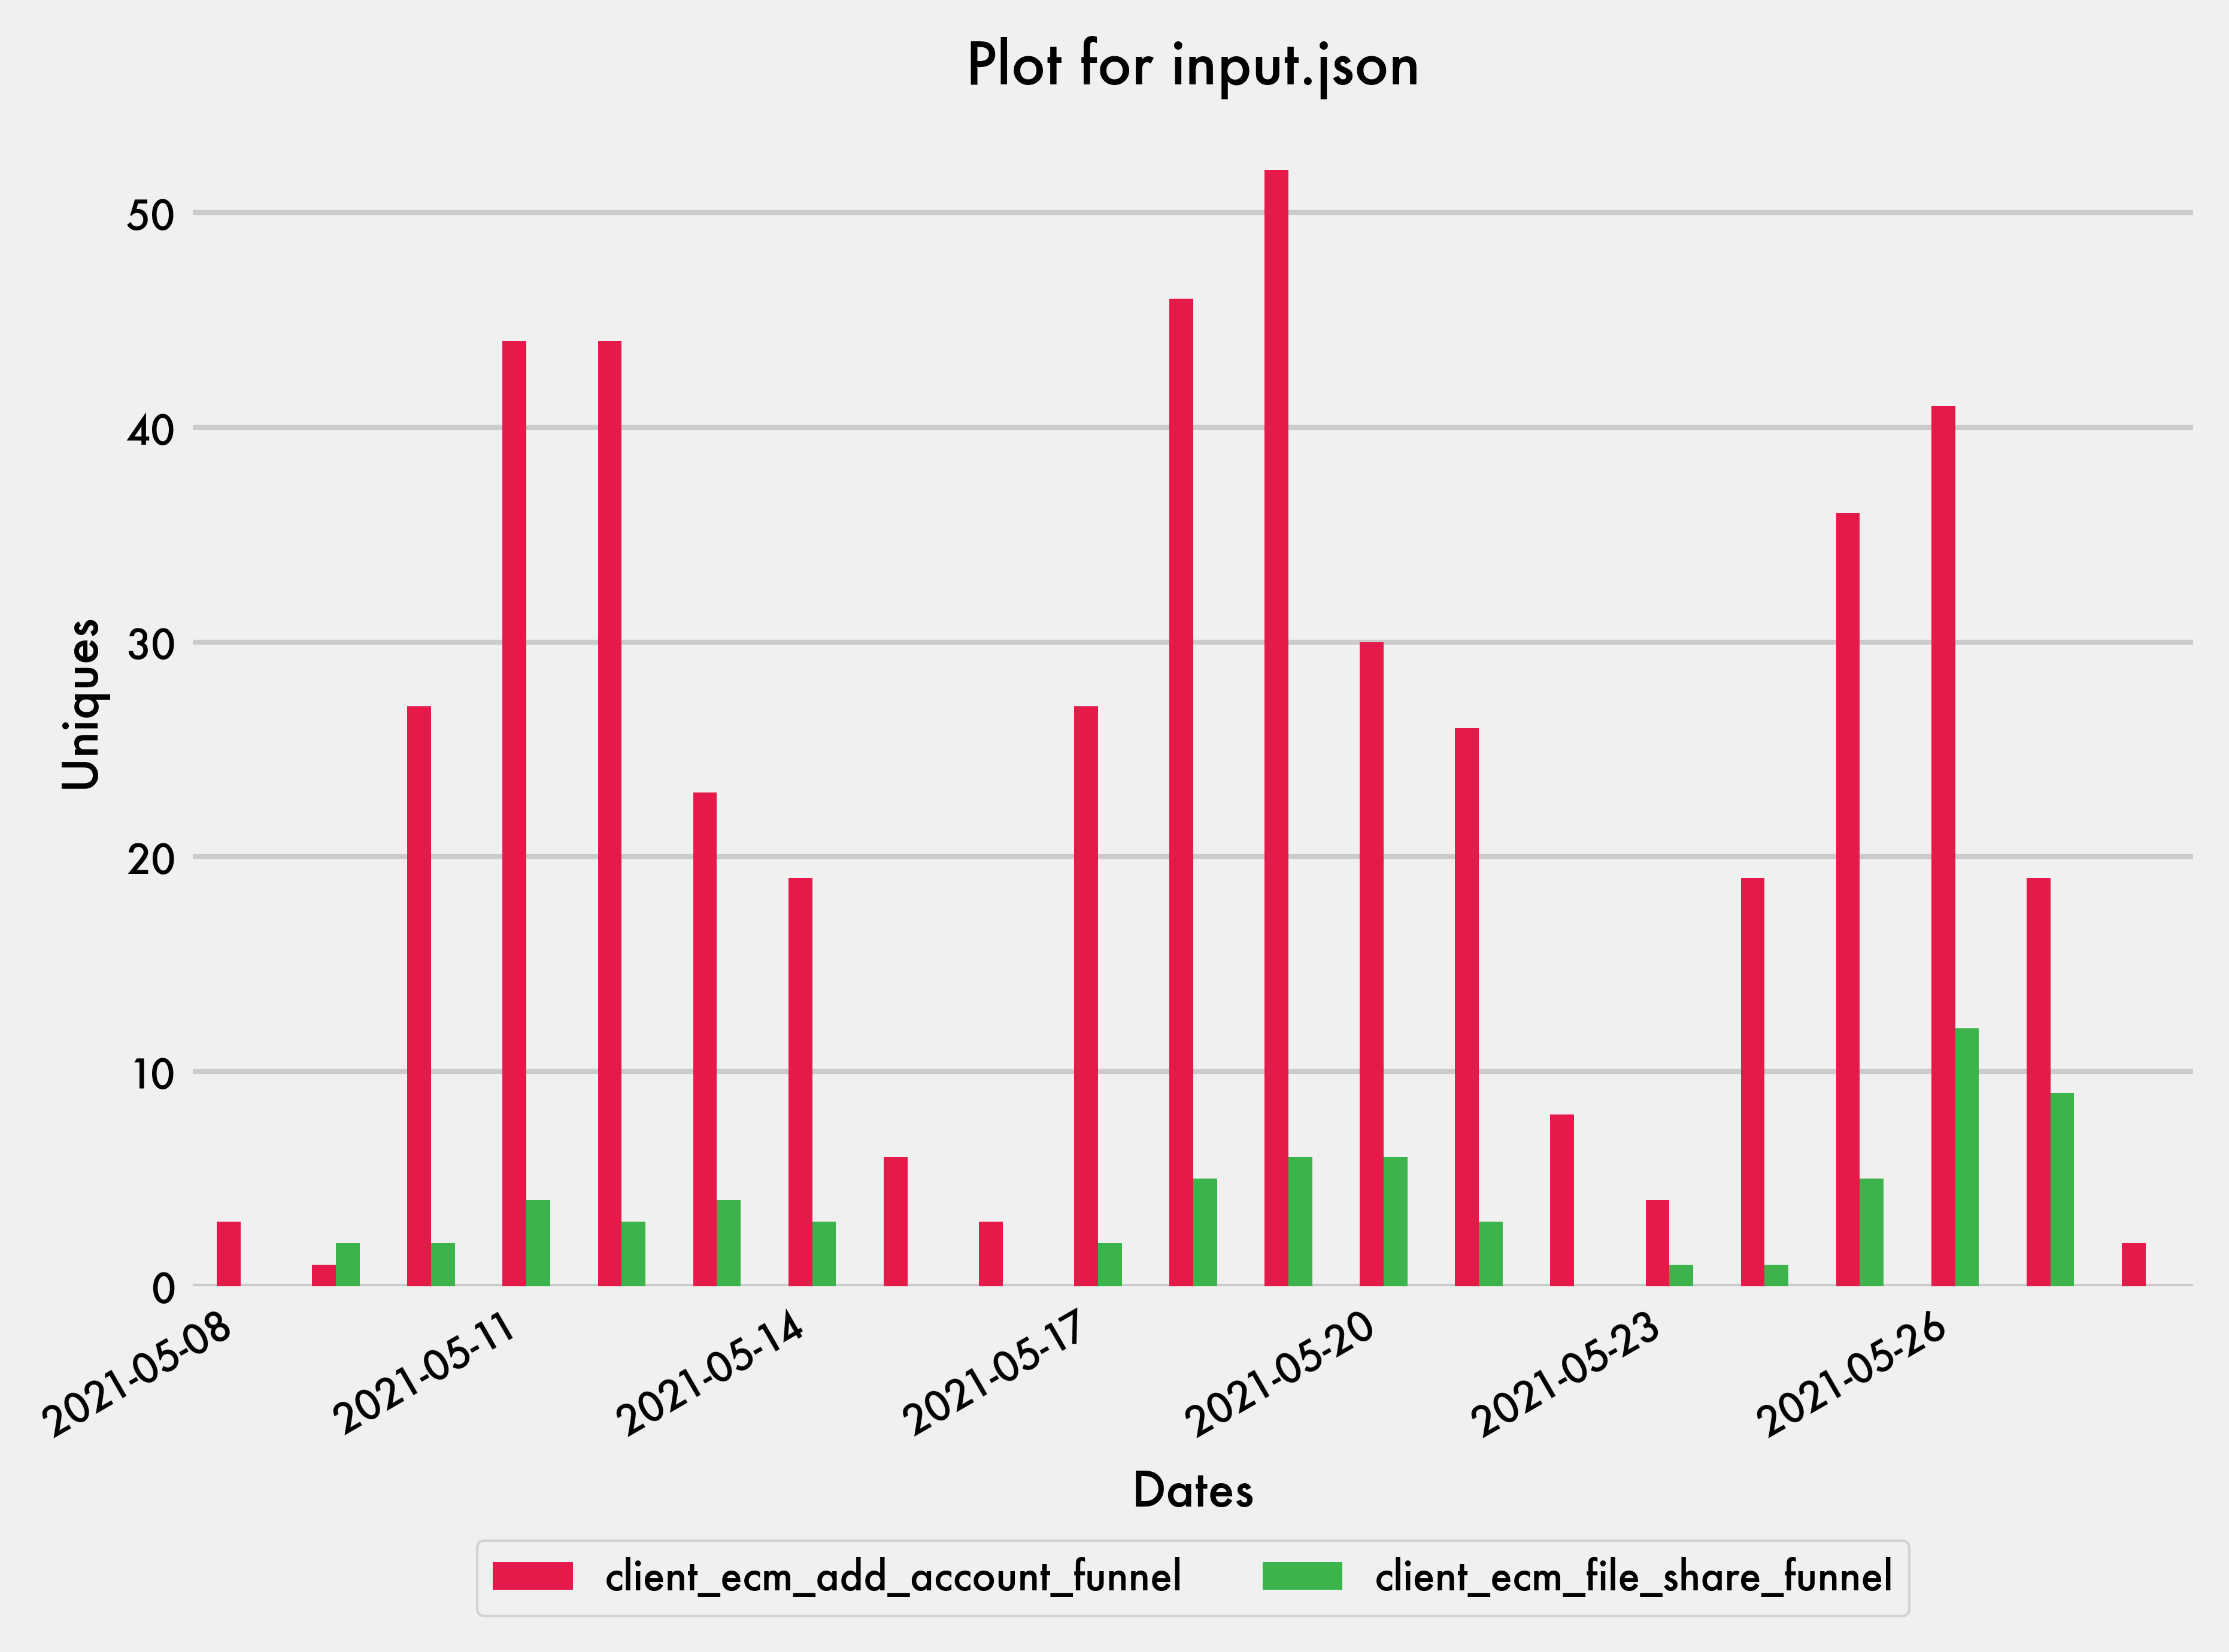 Plot for input.json
50
40
30
20
10
0
Uniques
2021-05-08
2021-05-11
2021-05-14
2021-05-17
2021-05-20
2021-05-23
2021-05-26
Dates
client_ecm_add_account_funnel
client_ecm_file_share_funnel